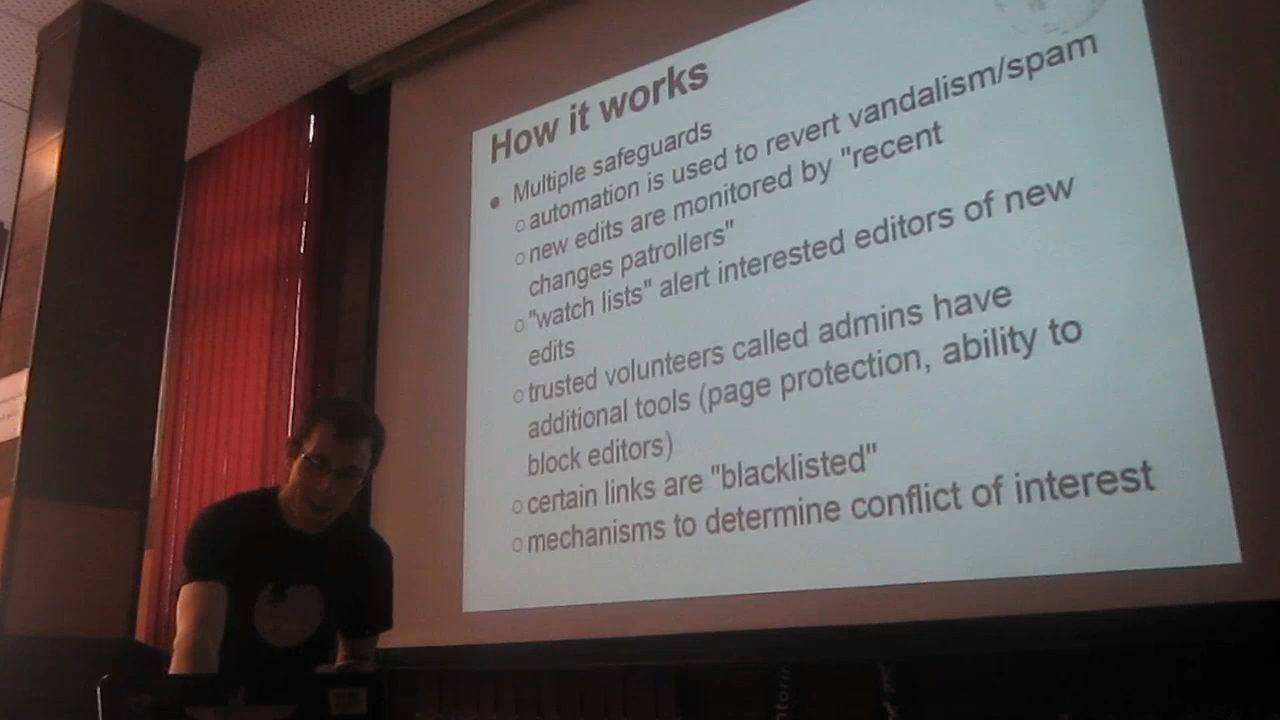 How it works
• Multiple safeguards
○ automation is used to revert vandalism/spam
○ new edits are monitored by "recent
changes patrollers"
○ "watch lists" alert interested editors of new
edits
○ trusted volunteers called admins have
additional tools (page protection, ability to
block editors)
○ certain links are "blacklisted"
○ mechanisms to determine conflict of interest